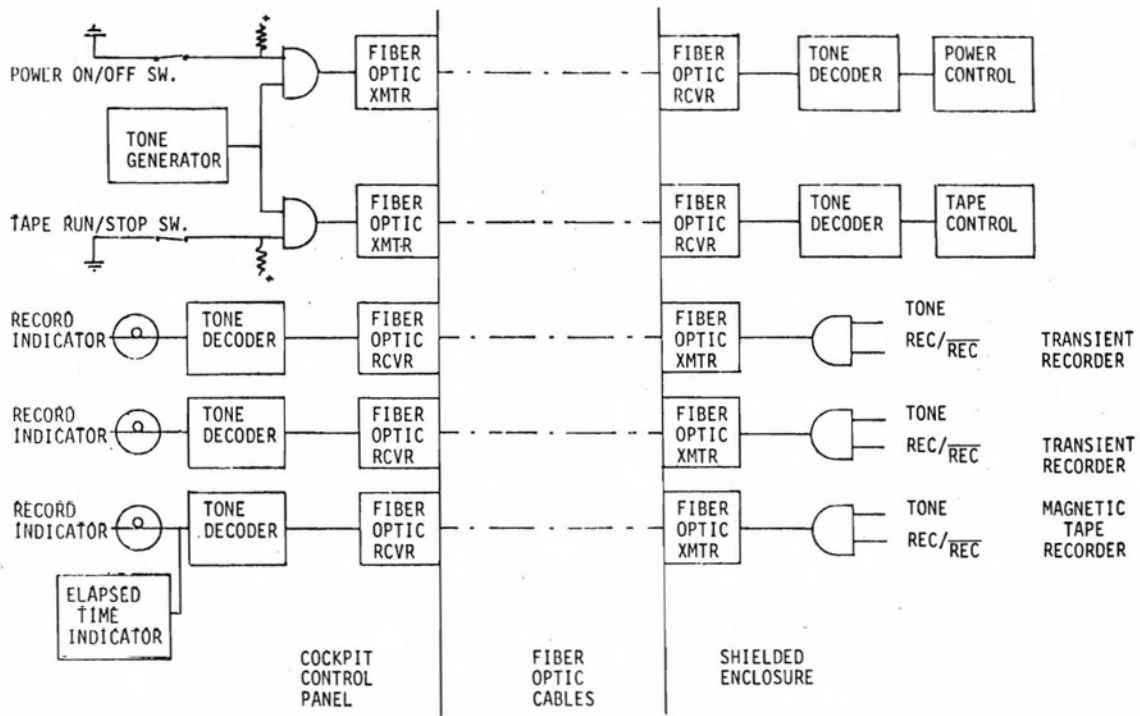 POWER ON/OFF SW.
+
FIBER
OPTIC
XMTR
FIBER
OPTIC
RCVR
TONE
DECODER
POWER
CONTROL
TONE
GENERATOR
TAPE RUN/STOP SW.
+
FIBER
OPTIC
XMTR
FIBER
OPTIC
RCVR
TONE
DECODER
TAPE
CONTROL
RECORD
INDICATOR
TONE
DECODER
FIBER
OPTIC
RCVR
FIBER
OPTIC
XMTR
TONE
REC/REC
TRANSIENT
RECORDER
RECORD
INDICATOR
TONE
DECODER
FIBER
OPTIC
RCVR
FIBER
OPTIC
XMTR
TONE
REC/REC
TRANSIENT
RECORDER
RECORD
INDICATOR
TONE
DECODER
FIBER
OPTIC
RCVR
FIBER
OPTIC
XMTR
TONE
REC/REC
MAGNETIC
TAPE
RECORDER
ELAPSED
TIME
INDICATOR
COCKPIT
CONTROL
PANEL
FIBER
OPTIC
CABLES
SHIELDED
ENCLOSURE